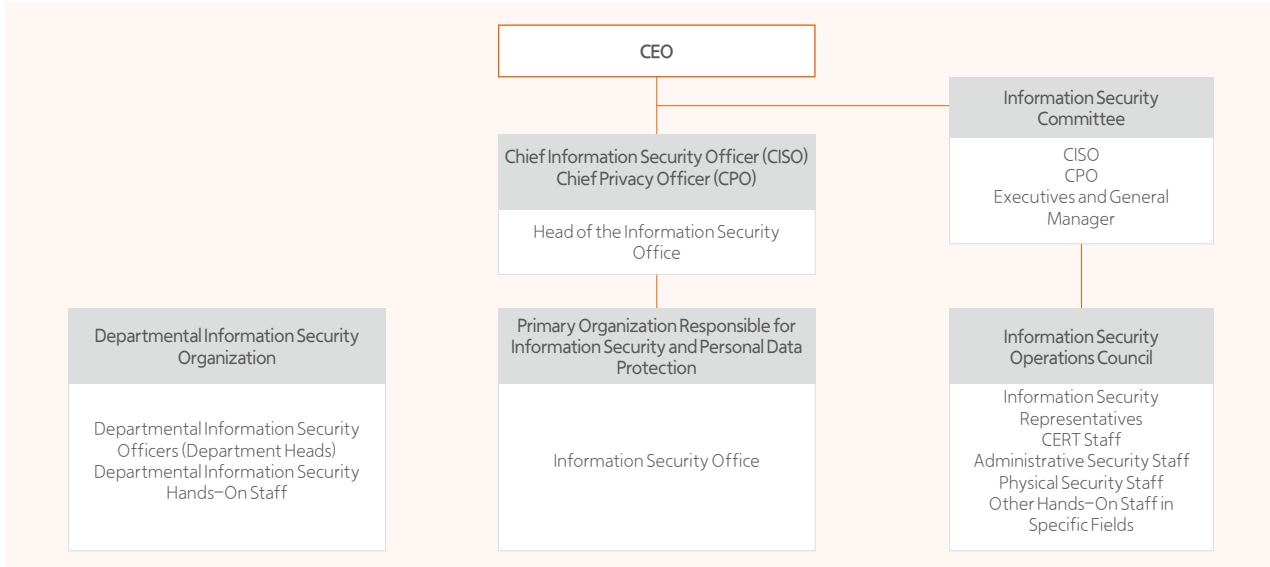 CEO
Information Security
Committee
CISO
CPO
Executives and General
Manager
Chief Information Security Officer (CISO)
Chief Privacy Officer (CPO)
Head of the Information Security
Office
Departmental Information Security
Organization
Departmental Information Security
Officers (Department Heads)
Departmental Information Security
Hands-On Staff
Primary Organization Responsible for
Information Security and Personal Data
Protection
Information Security Office
Information Security
Operations Council
Information Security
Representatives
CERT Staff
Administrative Security Staff
Physical Security Staff
Other Hands-On Staff in
Specific Fields